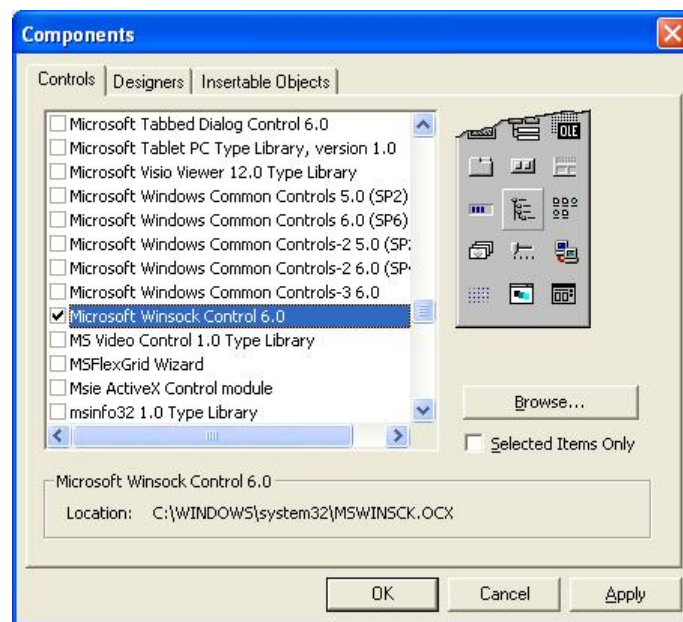 Components
Controls
Designers
Insertable Objects
Microsoft Tabbed Dialog Control 6.0
Microsoft Tablet PC Type Library, version 1.0
Microsoft Visio Viewer 12.0 Type Library
Microsoft Windows Common Controls 5.0 (SP2)
Microsoft Windows Common Controls 6.0 (SP6)
Microsoft Windows Common Controls-2 5.0 (SP
Microsoft Windows Common Controls-2 6.0 (SP
Microsoft Windows Common Controls-3 6.0
Microsoft Winsock Control 6.0
MS Video Control 1.0 Type Library
MSFlexGrid Wizard
Msie ActiveX Control module
msinfo32 1.0 Type Library
OLE
Browse...
Selected Items Only
Microsoft Winsock Control 6.0
Location: C:\WINDOWS\system32\MSWINSCK.OCX
OK
Cancel
Apply